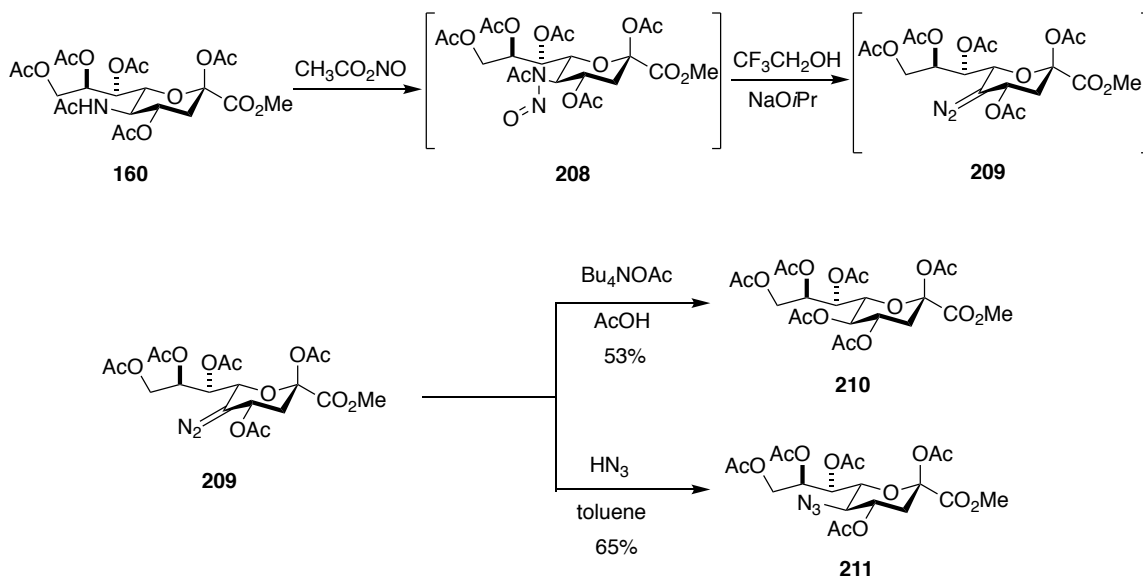 AcO
AcO
OAc
OAc
O
CO₂Me
AcHN
AcO
160
CH₃CO₂NO
AcO
AcO
OAc
OAc
O
CO₂Me
AcN
N
O
OAc
208
CF₃CH₂OH
NaOiPr
AcO
AcO
OAc
OAc
O
CO₂Me
N₂
OAc
209
AcO
AcO
OAc
OAc
O
CO₂Me
N₂
OAc
209
Bu₄NOAc
AcOH
53%
AcO
AcO
OAc
OAc
O
CO₂Me
AcO
AcO
210
HN₃
toluene
65%
AcO
AcO
OAc
OAc
O
CO₂Me
N₃
AcO
211